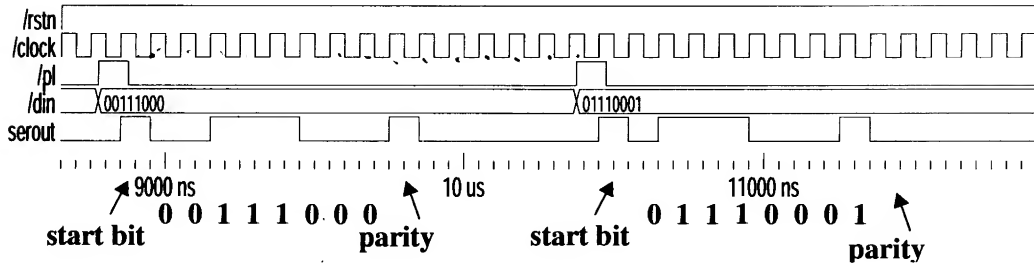 /rstn
/clock
/pl
/din 00111000 01110001
serout
9000 ns 10 us 11000 ns
0 0 1 1 1 0 0 0 0 1 1 1 0 0 0 1
start bit parity start bit parity